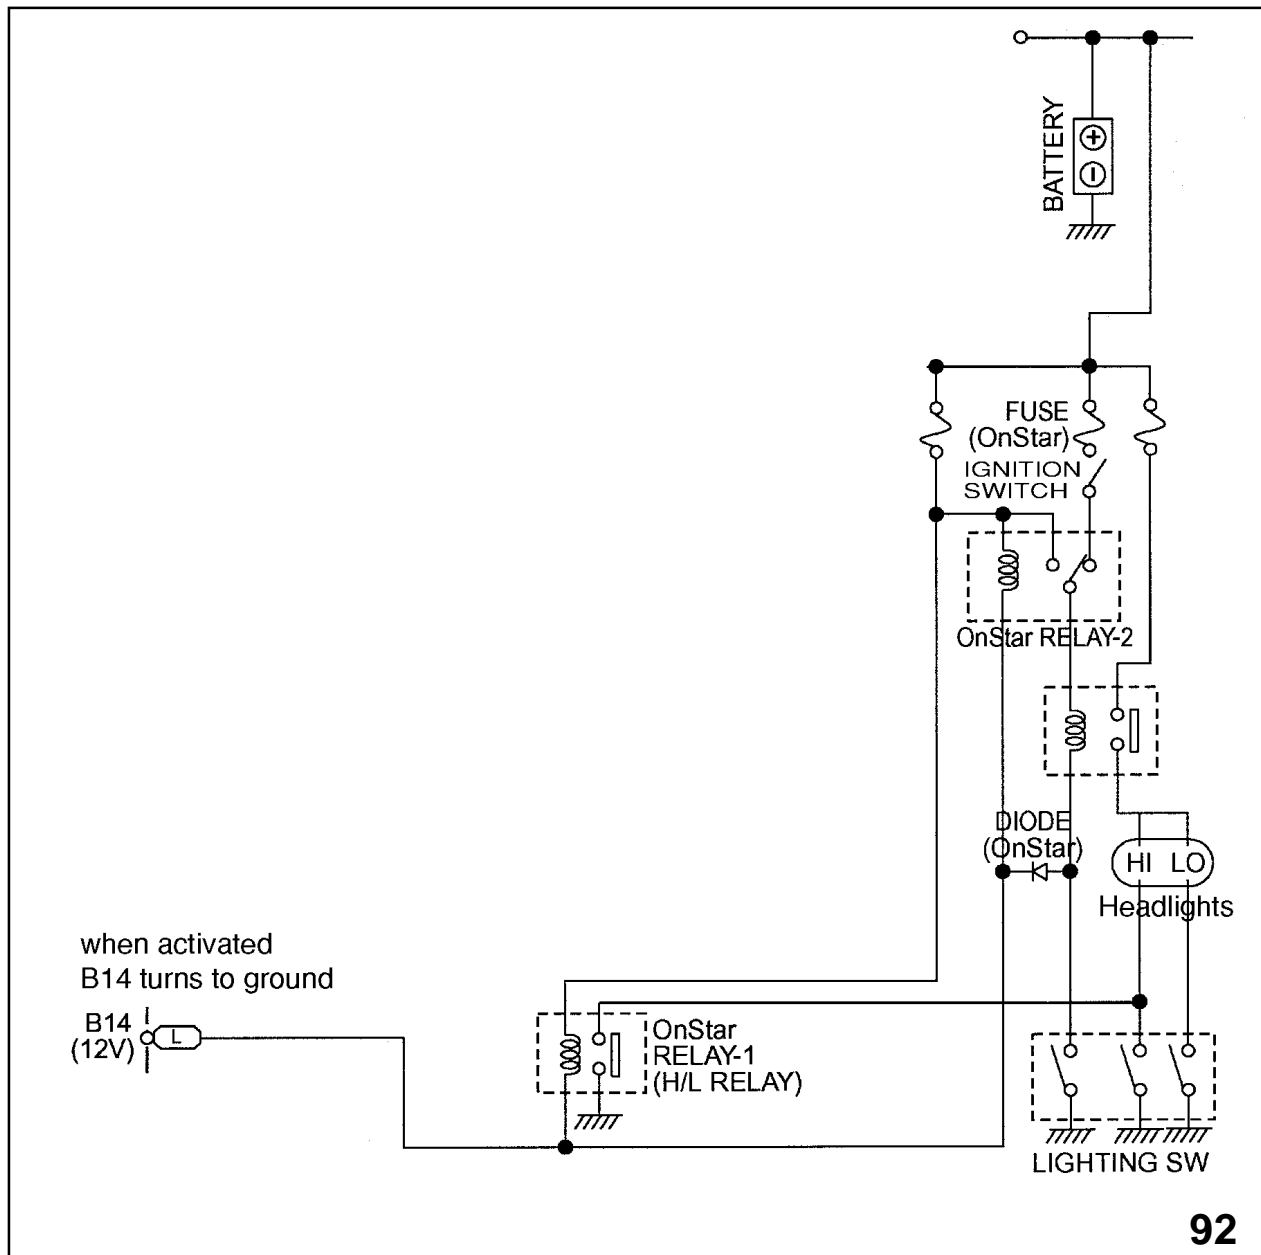 BATTERY
FUSE
(OnStar)
IGNITION
SWITCH
OnStar RELAY-2
DIODE
(OnStar)
HI LO
Headlights
when activated
B14 turns to ground
B14
(12V)
L
OnStar
RELAY-1
(H/L RELAY)
LIGHTING SW
92